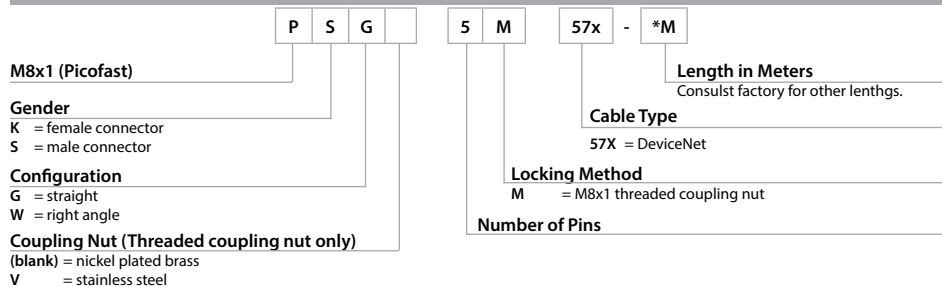 P S G 5 M 57x - *M
M8x1 (Picofast)
Gender
K = female connector
S = male connector
Configuration
G = straight
W = right angle
Coupling Nut (Threaded coupling nut only)
(blank) = nickel plated brass
V = stainless steel
Length in Meters
Consulst factory for other lenthgs.
Cable Type
57X = DeviceNet
Locking Method
M = M8x1 threaded coupling nut
Number of Pins